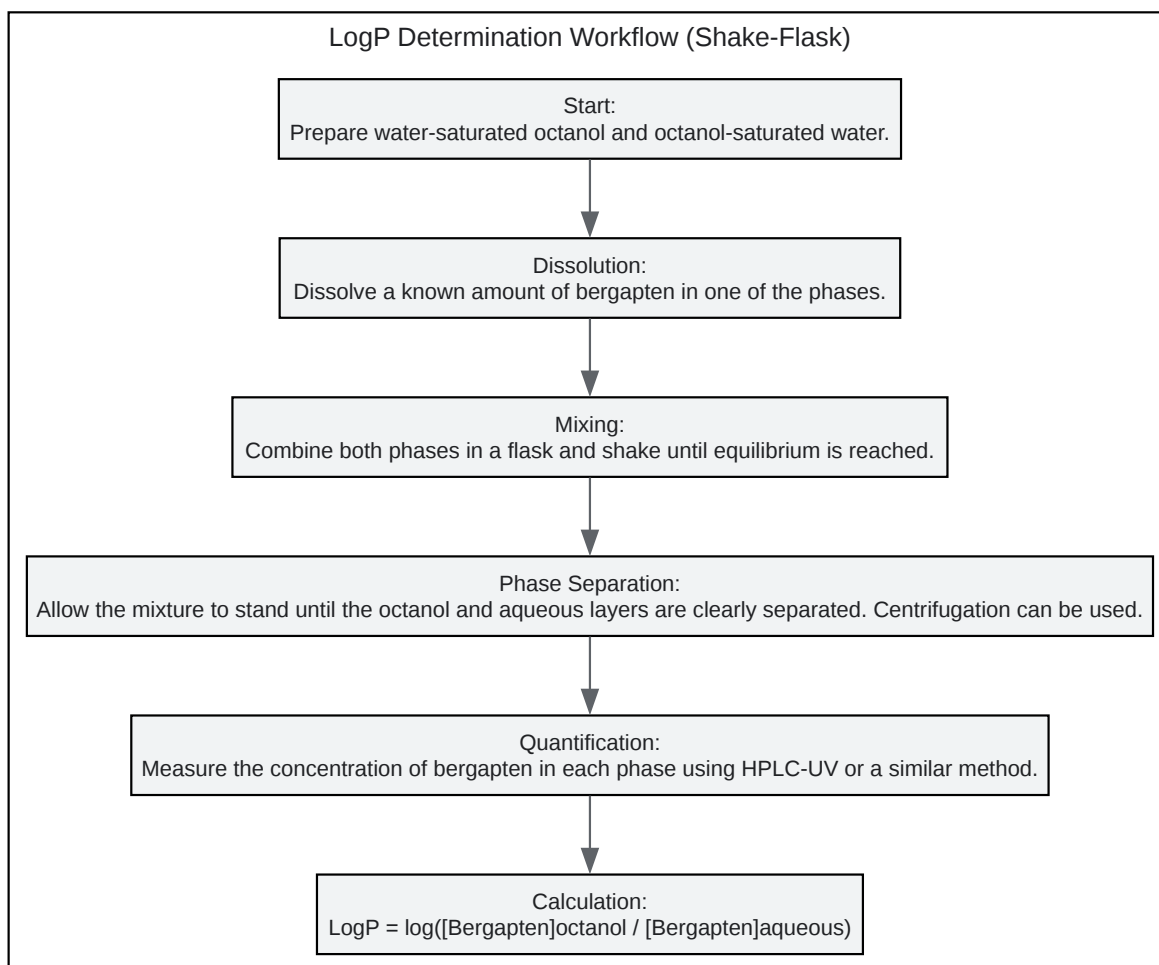 LogP Determination Workflow (Shake-Flask)
Start:
Prepare water-saturated octanol and octanol-saturated water.
Dissolution:
Dissolve a known amount of bergapten in one of the phases.
Mixing:
Combine both phases in a flask and shake until equilibrium is reached.
Phase Separation:
Allow the mixture to stand until the octanol and aqueous layers are clearly separated. Centrifugation can be used.
Quantification:
Measure the concentration of bergapten in each phase using HPLC-UV or a similar method.
Calculation:
LogP = log([Bergapten]octanol / [Bergapten]aqueous)